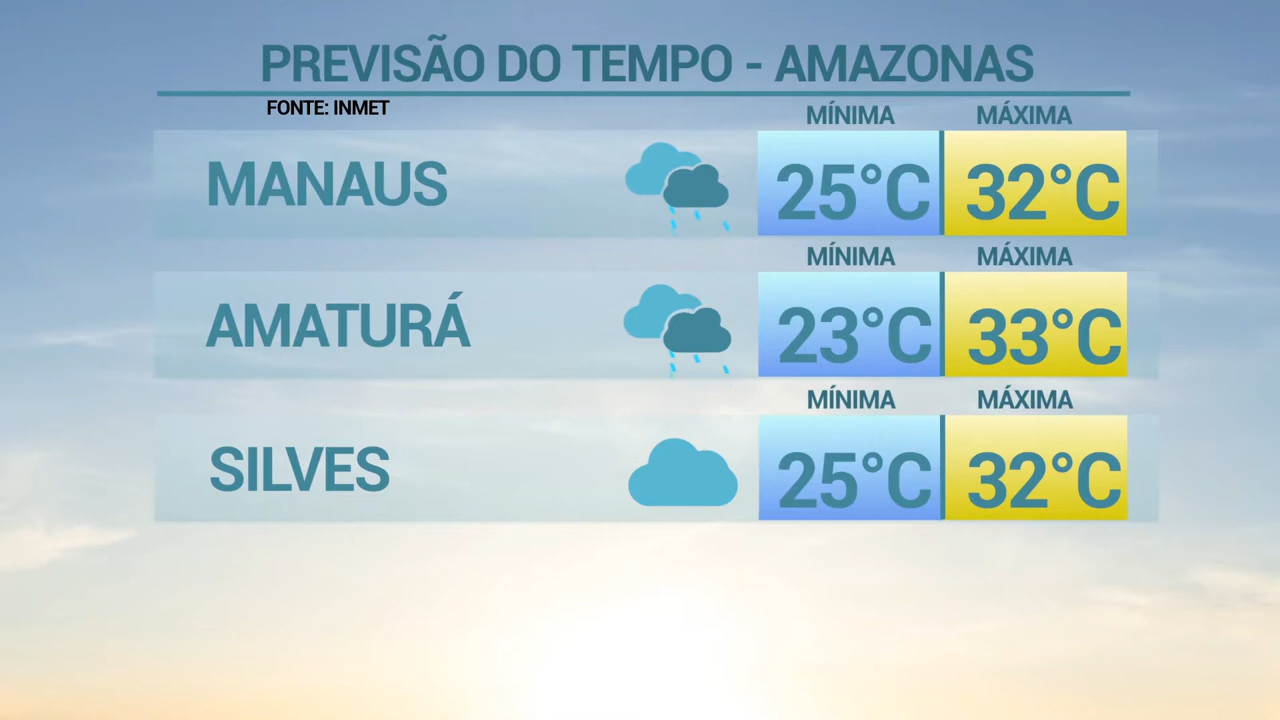 PREVISÃO DO TEMPO - AMAZONAS
FONTE: INMET
MÍNIMA MÁXIMA
MANAUS 25°C 32°C
MÍNIMA MÁXIMA
AMATURÁ 23°C 33°C
MÍNIMA MÁXIMA
SILVES 25°C 32°C